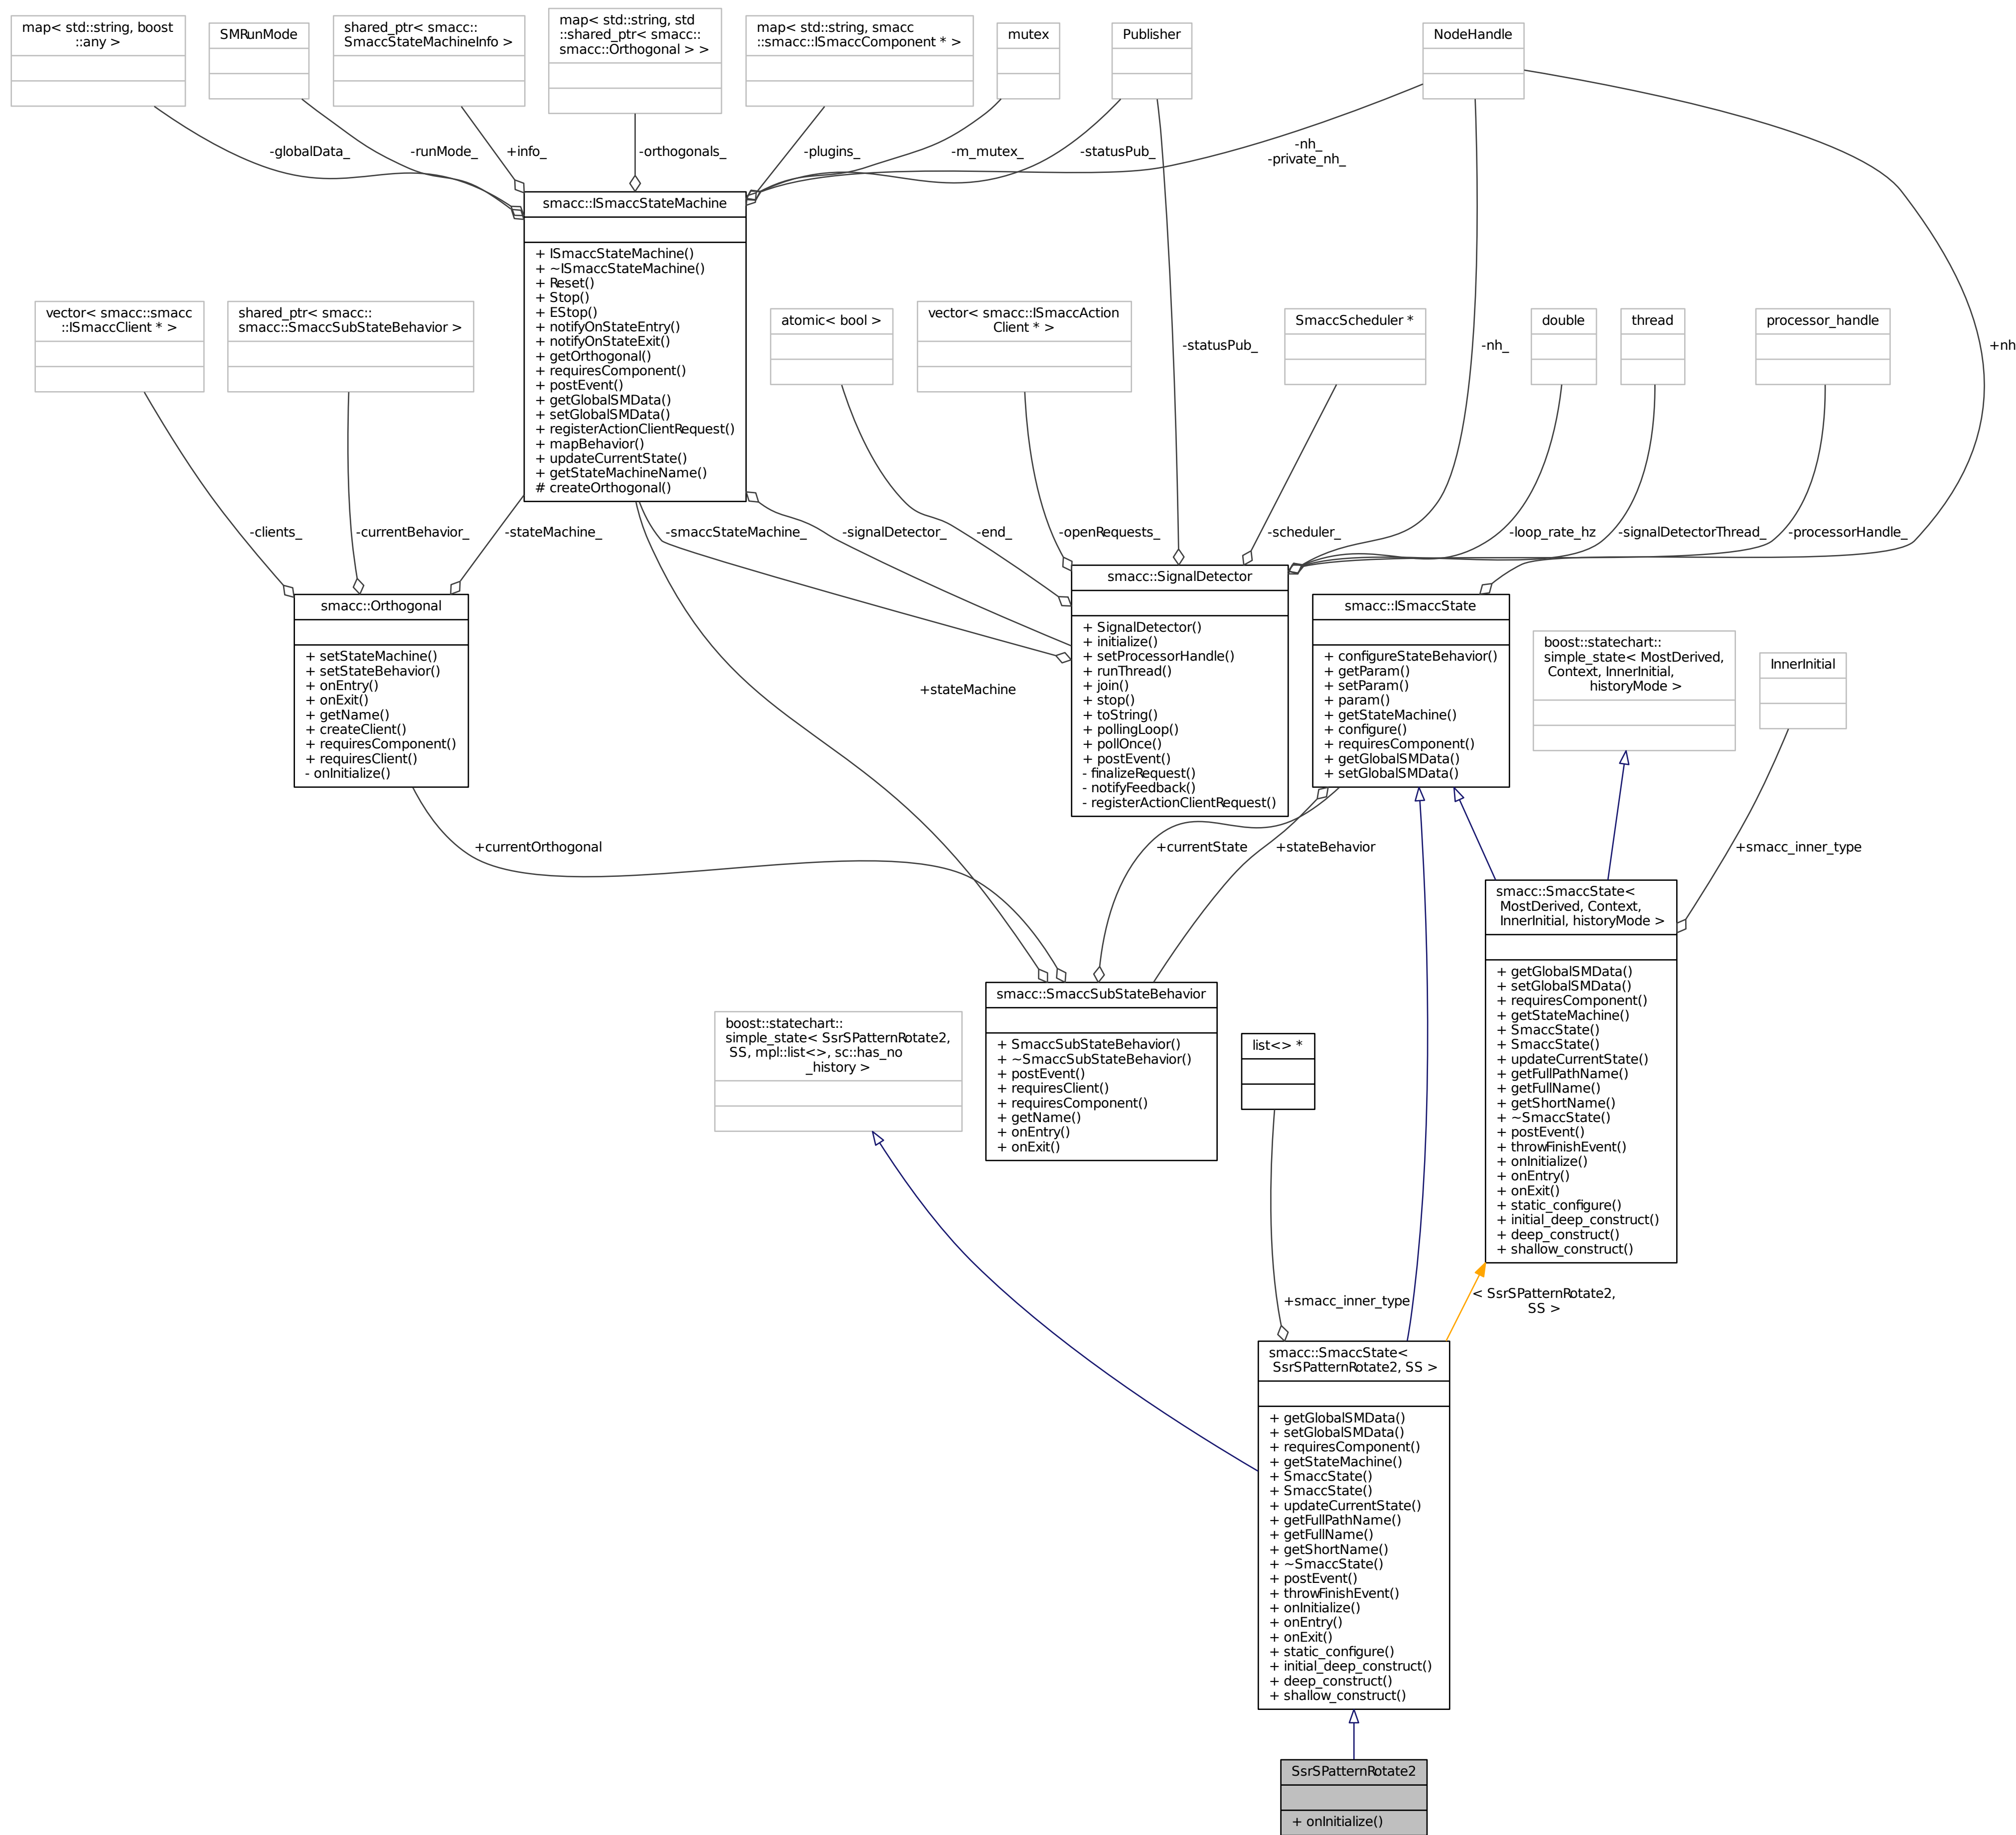 map< std::string, boost
::any >
SMRunMode
shared_ptr< smacc::
SmaccStateMachineInfo >
map< std::string, std
::shared_ptr< smacc::
smacc::Orthogonal > >
map< std::string, smacc
::smacc::ISmaccComponent * >
mutex
Publisher
NodeHandle
-globalData_
-runMode_
+info_
-orthogonals_
-plugins_
-m_mutex_
-statusPub_
-nh_
-private_nh_
smacc::ISmaccStateMachine
+ ISmaccStateMachine()
+ ~ISmaccStateMachine()
+ Reset()
+ Stop()
+ EStop()
+ notifyOnStateEntry()
+ notifyOnStateExit()
+ getOrthogonal()
+ requiresComponent()
+ postEvent()
+ getGlobalSMData()
+ setGlobalSMData()
+ registerActionClientRequest()
+ mapBehavior()
+ updateCurrentState()
+ getStateMachineName()
# createOrthogonal()
vector< smacc::smacc
::ISmaccClient * >
shared_ptr< smacc::
smacc::SmaccSubStateBehavior >
atomic< bool >
vector< smacc::ISmaccAction
Client * >
SmaccScheduler *
double
thread
processor_handle
-statusPub_
-nh_
+nh
-clients_
-currentBehavior_
-stateMachine_
-smaccStateMachine_
-signalDetector_
-end_
-openRequests_
-scheduler_
-loop_rate_hz
-signalDetectorThread_
-processorHandle_
smacc::Orthogonal
+ setStateMachine()
+ setStateBehavior()
+ onEntry()
+ onExit()
+ getName()
+ createClient()
+ requiresComponent()
+ requiresClient()
- onInitialize()
smacc::SignalDetector
+ SignalDetector()
+ initialize()
+ setProcessorHandle()
+ runThread()
+ join()
+ stop()
+ toString()
+ pollingLoop()
+ pollOnce()
+ postEvent()
- finalizeRequest()
- notifyFeedback()
- registerActionClientRequest()
smacc::ISmaccState
+ configureStateBehavior()
+ getParam()
+ setParam()
+ param()
+ getStateMachine()
+ configure()
+ requiresComponent()
+ getGlobalSMData()
+ setGlobalSMData()
boost::statechart::
simple_state< MostDerived,
Context, InnerInitial,
historyMode >
InnerInitial
+stateMachine
+currentOrthogonal
+currentState
+stateBehavior
+smacc_inner_type
smacc::SmaccState<
MostDerived, Context,
InnerInitial, historyMode >
+ getGlobalSMData()
+ setGlobalSMData()
+ requiresComponent()
+ getStateMachine()
+ SmaccState()
+ SmaccState()
+ updateCurrentState()
+ getFullPathName()
+ getFullName()
+ getShortName()
+ ~SmaccState()
+ postEvent()
+ throwFinishEvent()
+ onInitialize()
+ onEntry()
+ onExit()
+ static_configure()
+ initial_deep_construct()
+ deep_construct()
+ shallow_construct()
smacc::SmaccSubStateBehavior
+ SmaccSubStateBehavior()
+ ~SmaccSubStateBehavior()
+ postEvent()
+ requiresClient()
+ requiresComponent()
+ getName()
+ onEntry()
+ onExit()
boost::statechart::
simple_state< SsrSPatternRotate2,
SS, mpl::list<>, sc::has_no
_history >
list<> *
+smacc_inner_type
< SsrSPatternRotate2,
SS >
smacc::SmaccState<
SsrSPatternRotate2, SS >
+ getGlobalSMData()
+ setGlobalSMData()
+ requiresComponent()
+ getStateMachine()
+ SmaccState()
+ SmaccState()
+ updateCurrentState()
+ getFullPathName()
+ getFullName()
+ getShortName()
+ ~SmaccState()
+ postEvent()
+ throwFinishEvent()
+ onInitialize()
+ onEntry()
+ onExit()
+ static_configure()
+ initial_deep_construct()
+ deep_construct()
+ shallow_construct()
SsrSPatternRotate2
+ onInitialize()